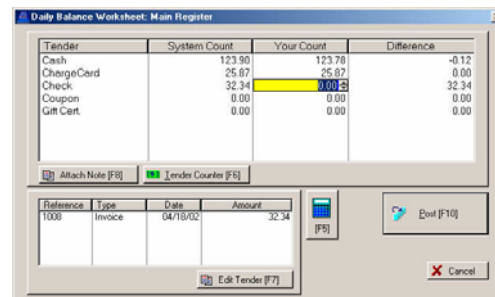 Daily Balance Worksheet: Main Register
Tender System Count Your Count Difference
Cash 123.90 123.78 -0.12
ChargeCard 25.87 25.87 0.00
Check 32.34 0.00 32.34
Coupon 0.00 0.00 0.00
Gift Cert. 0.00 0.00 0.00
Attach Note [F8] Tender Counter [F6]
Reference Type Date Amount
1008 Invoice 04/18/02 32.34
[F5]
Post [F10]
Edit Tender [F7]
Cancel